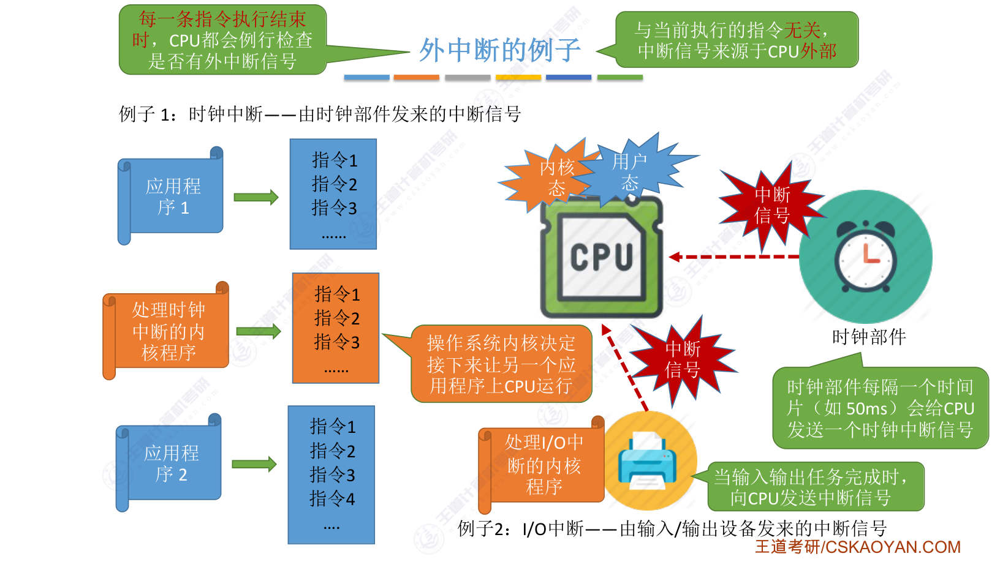 每一条指令执行结束
时，CPU都会例行检查
是否有外中断信号
外中断的例子
与当前执行的指令无关，
中断信号来源于CPU外部
例子 1：时钟中断——由时钟部件发来的中断信号
应用程
序 1
指令1
指令2
指令3
……
内核
态
用户
态
CPU
中断
信号
时钟部件
处理时钟
中断的内
核程序
指令1
指令2
指令3
……
操作系统内核决定
接下来让另一个应
用程序上CPU运行
中断
信号
时钟部件每隔一个时间
片（如 50ms）会给CPU
发送一个时钟中断信号
应用程
序 2
指令1
指令2
指令3
指令4
….
处理I/O中
断的内核
程序
当输入输出任务完成时，
向CPU发送中断信号
例子2：I/O中断——由输入/输出设备发来的中断信号
王道考研/CSKAOYAN.COM